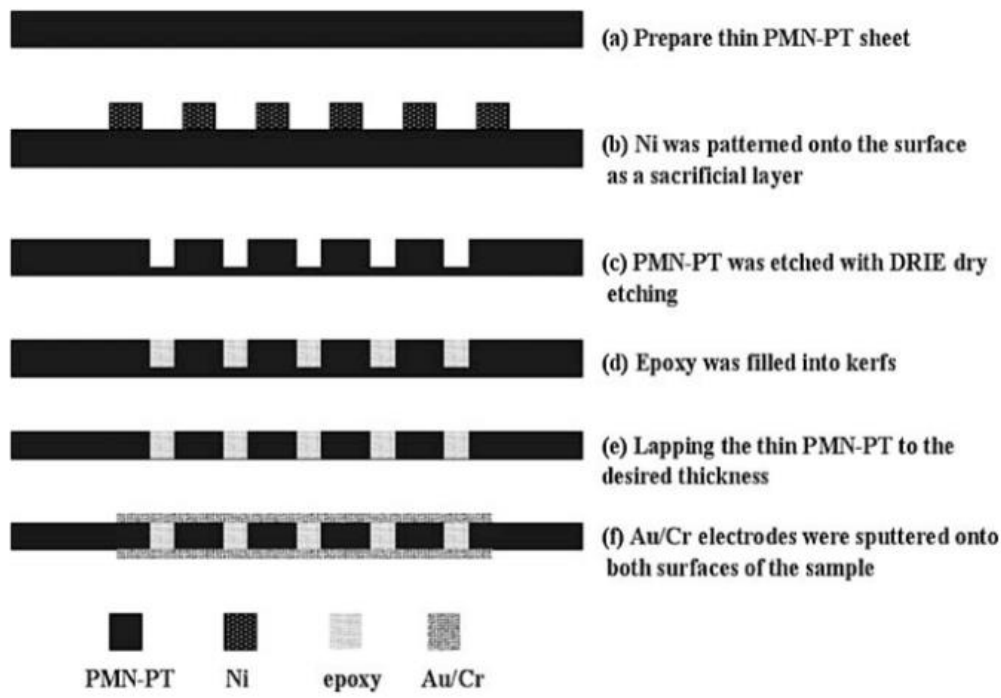 (a) Prepare thin PMN-PT sheet
(b) Ni was patterned onto the surface
as a sacrificial layer
(c) PMN-PT was etched with DRIE dry
etching
(d) Epoxy was filled into kerfs
(e) Lapping the thin PMN-PT to the
desired thickness
(f) Au/Cr electrodes were sputtered onto
both surfaces of the sample
PMN-PT Ni epoxy Au/Cr